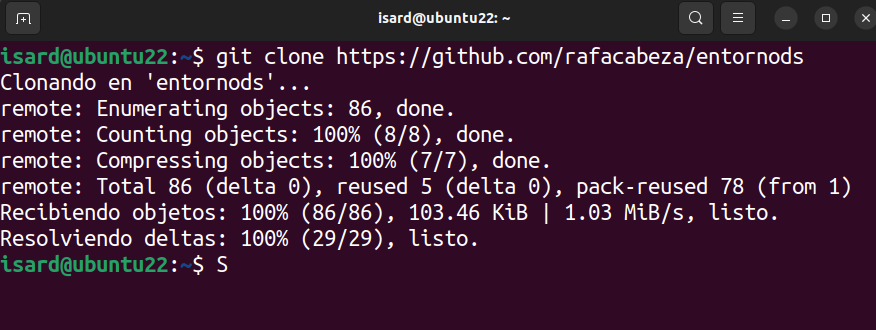 isard@ubuntu22: ~
isard@ubuntu22:~$ git clone https://github.com/rafacabeza/entornods
Clonando en 'entornods'...
remote: Enumerating objects: 86, done.
remote: Counting objects: 100% (8/8), done.
remote: Compressing objects: 100% (7/7), done.
remote: Total 86 (delta 0), reused 5 (delta 0), pack-reused 78 (from 1)
Recibiendo objetos: 100% (86/86), 103.46 KiB | 1.03 MiB/s, listo.
Resolviendo deltas: 100% (29/29), listo.
isard@ubuntu22:~$ S